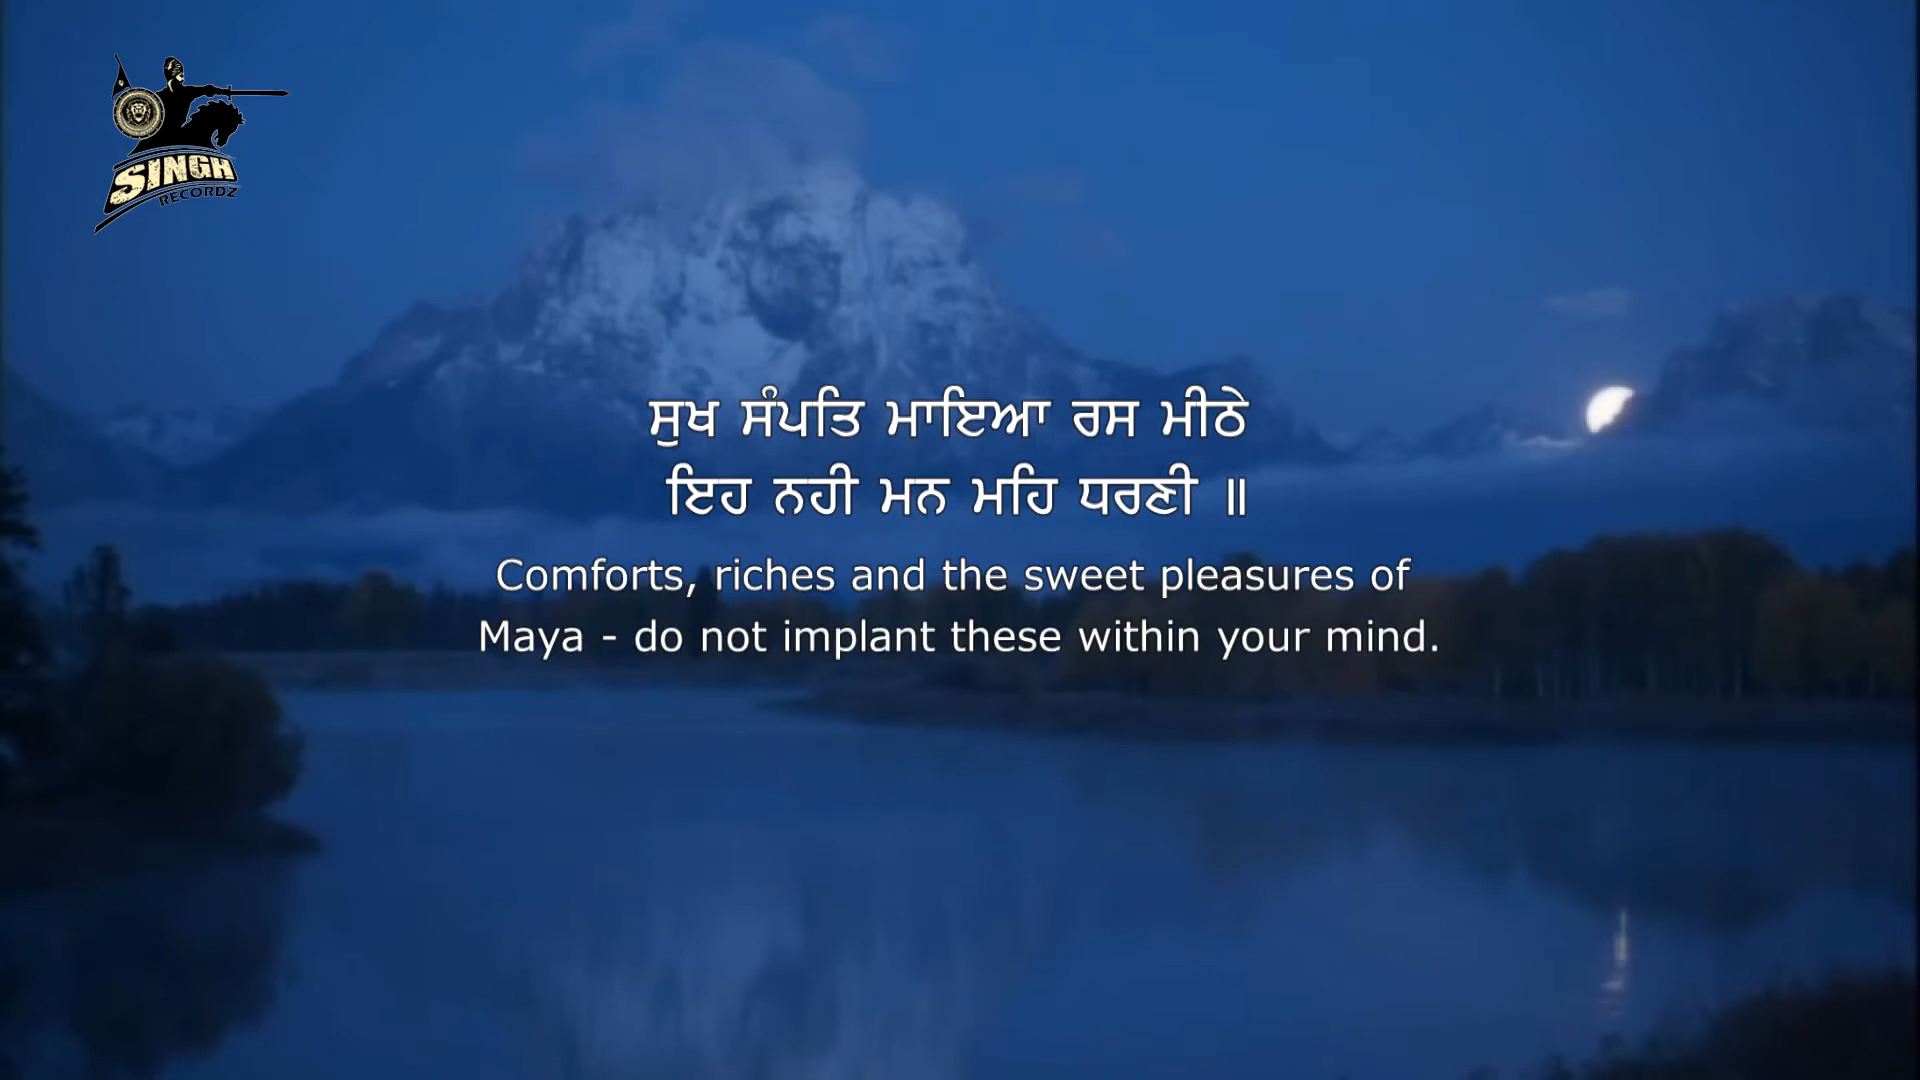 SINGH
RECORDZ
ਸੁਖ ਸੰਪਤਿ ਮਾਇਆ ਰਸ ਮੀਠੇ
ਇਹ ਨਹੀ ਮਨ ਮਹਿ ਧਰਣੀ ॥
Comforts, riches and the sweet pleasures of
Maya - do not implant these within your mind.